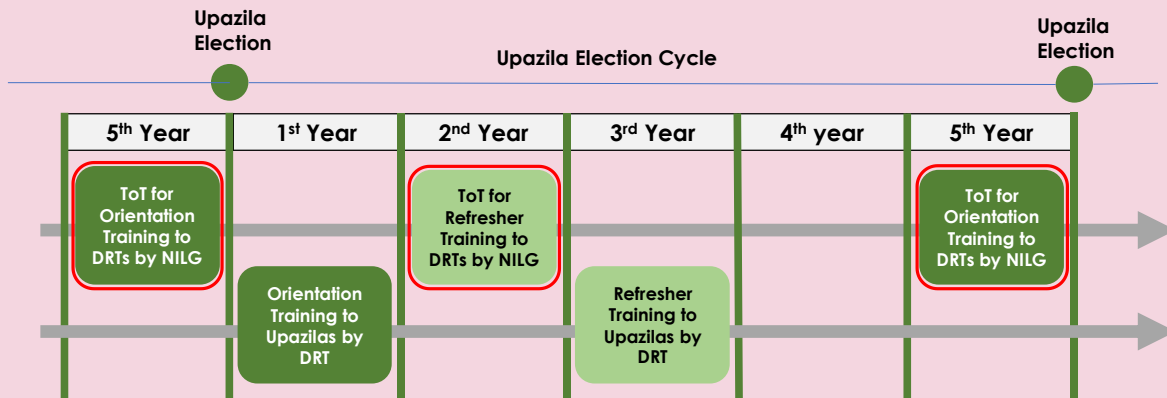 Upazila
Election
Upazila Election Cycle
Upazila
Election
5th Year
1st Year
2nd Year
3rd Year
4th year
5th Year
ToT for
Orientation
Training to
DRTs by NILG
ToT for
Refresher
Training to
DRTs by NILG
ToT for
Orientation
Training to
DRTs by NILG
Orientation
Training to
Upazilas by
DRT
Refresher
Training to
Upazilas by
DRT